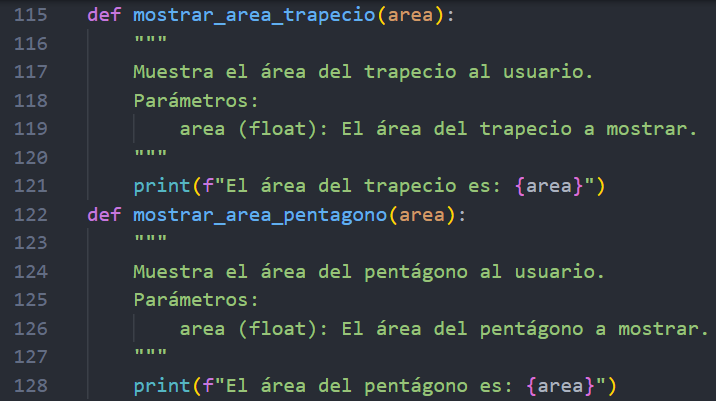 115 def mostrar_area_trapecio(area):
116 """
117 Muestra el área del trapecio al usuario.
118 Parámetros:
119 area (float): El área del trapecio a mostrar.
120 """
121 print(f"El área del trapecio es: {area}")
122 def mostrar_area_pentagono(area):
123 """
124 Muestra el área del pentágono al usuario.
125 Parámetros:
126 area (float): El área del pentágono a mostrar.
127 """
128 print(f"El área del pentágono es: {area}")